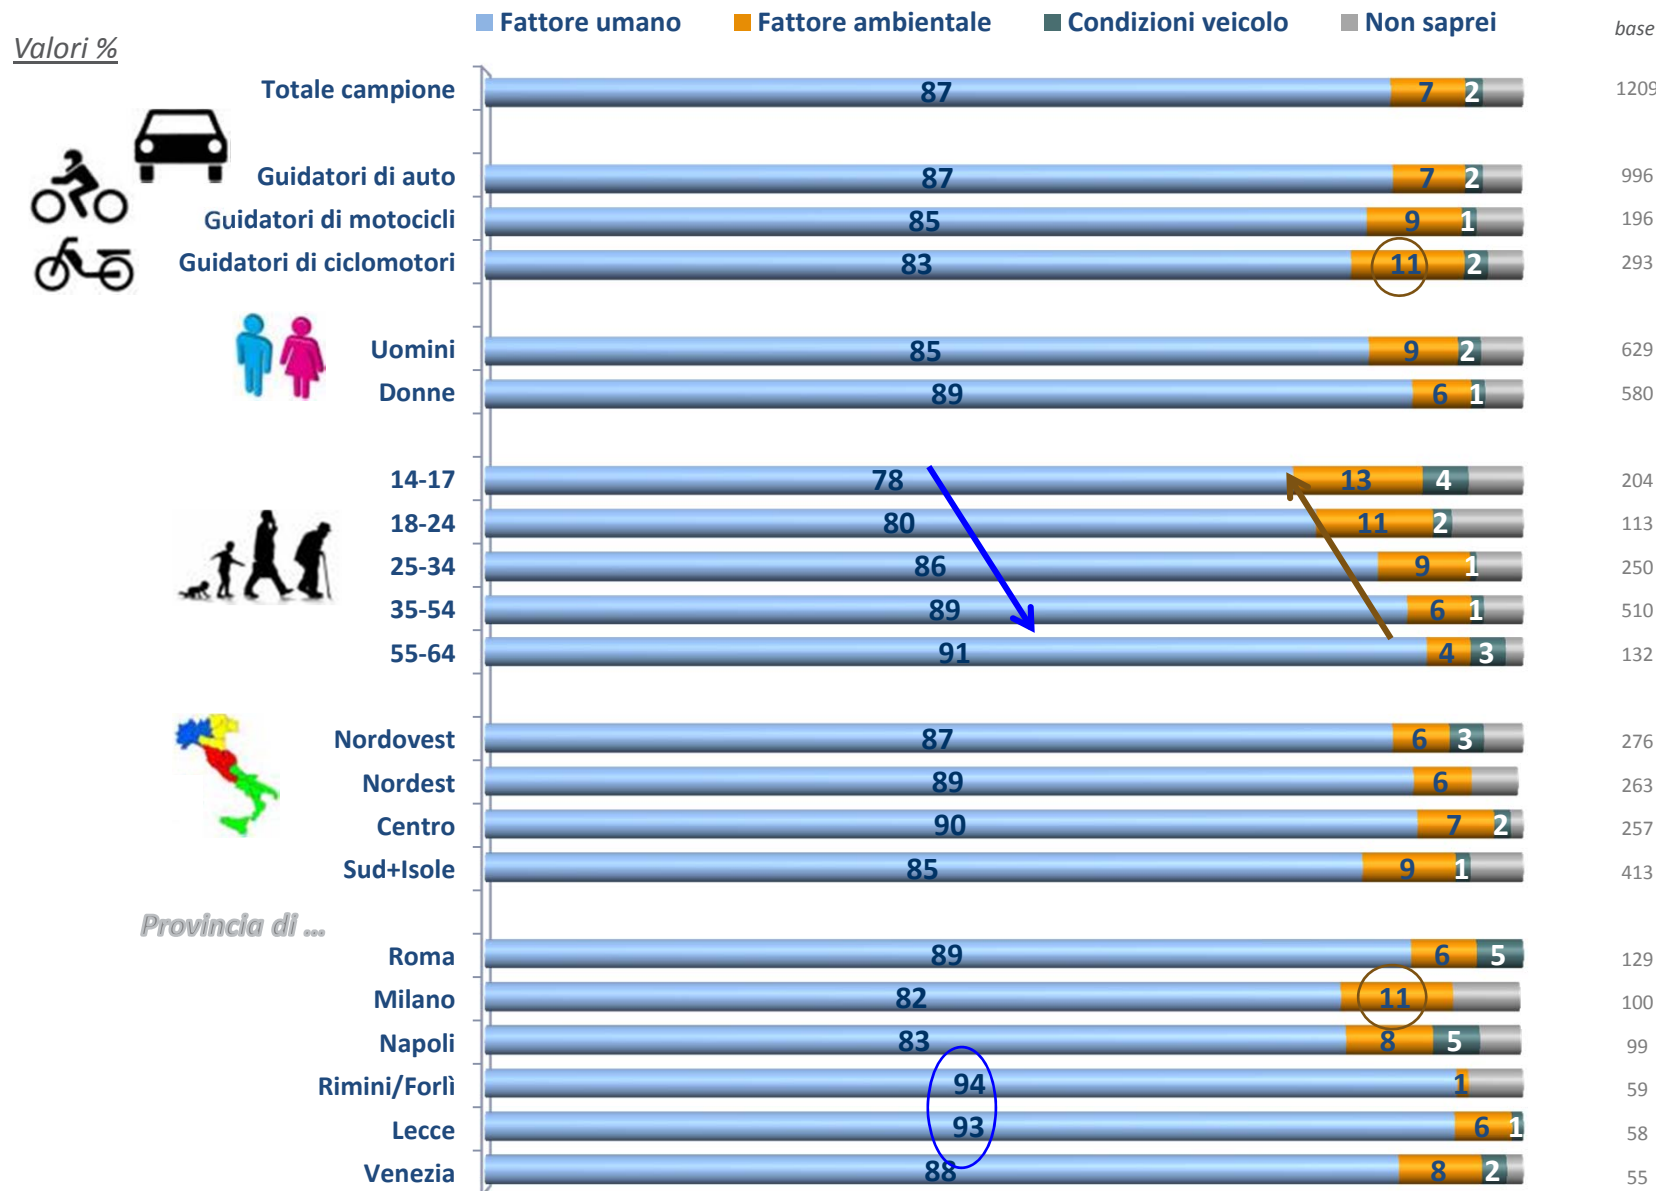 Fattore umano Fattore ambientale Condizioni veicolo Non saprei base
Valori %
Totale campione 87 7 2 1209
Guidatori di auto 87 7 2 996
Guidatori di motocicli 85 9 1 196
Guidatori di ciclomotori 83 11 2 293
Uomini 85 9 2 629
Donne 89 6 1 580
14-17 78 13 4 204
18-24 80 11 2 113
25-34 86 9 1 250
35-54 89 6 1 510
55-64 91 4 3 132
Nordovest 87 6 3 276
Nordest 89 6 263
Centro 90 7 2 257
Sud+Isole 85 9 1 413
Provincia di ...
Roma 89 6 5 129
Milano 82 11 100
Napoli 83 8 5 99
Rimini/Forlì 94 1 59
Lecce 93 6 1 58
Venezia 88 8 2 55